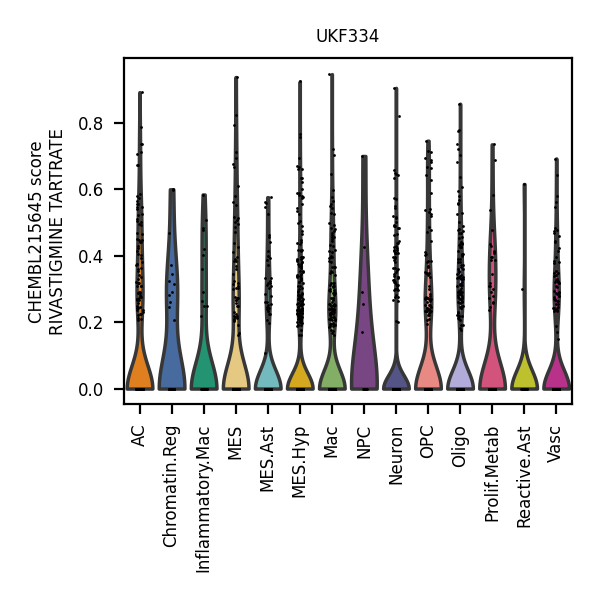 UKF334
CHEMBL215645 score
RIVASTIGMINE TARTRATE
0.8
0.6
0.4
0.2
0.0
AC
Chromatin.Reg
Inflammatory.Mac
MES
MES.Ast
MES.Hyp
Mac
NPC
Neuron
OPC
Oligo
Prolif.Metab
Reactive.Ast
Vasc